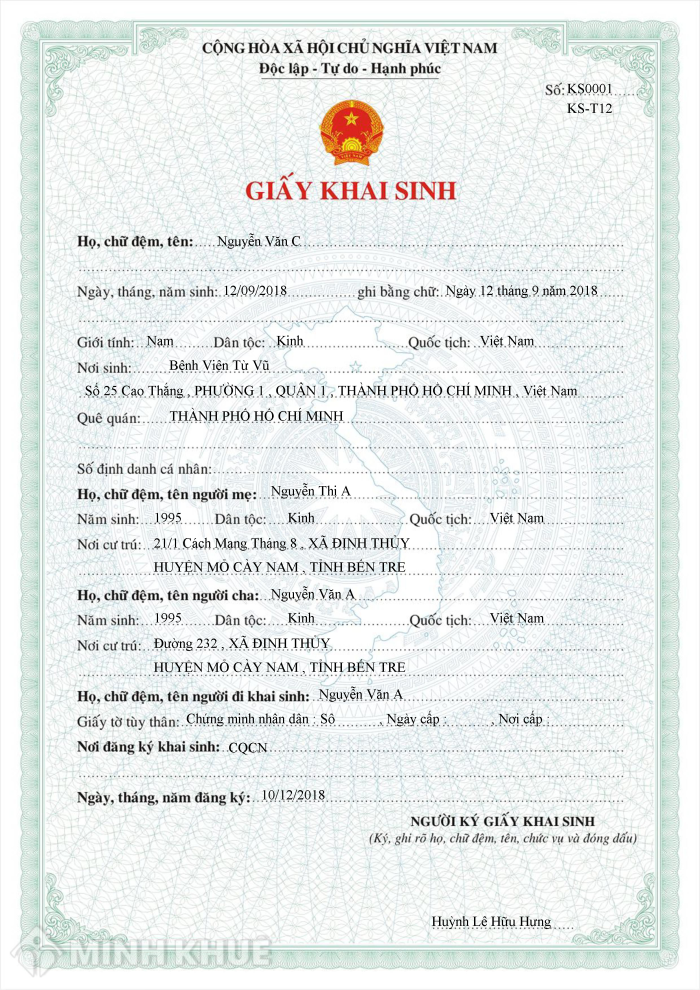 CỘNG HÒA XÃ HỘI CHỦ NGHĨA VIỆT NAM
Độc lập - Tự do - Hạnh phúc
Số: KS0001
KS-T12
GIẤY KHAI SINH
Họ, chữ đệm, tên: Nguyễn Văn C
Ngày, tháng, năm sinh: 12/09/2018 ghi bằng chữ: Ngày 12 tháng 9 năm 2018
Giới tính: Nam Dân tộc: Kinh Quốc tịch: Việt Nam
Nơi sinh: Bệnh Viện Từ Vũ
Số 25 Cao Thắng , PHƯỜNG 1 , QUẬN 1 , THÀNH PHỐ HỒ CHÍ MINH , Việt Nam
Quê quán: THÀNH PHỐ HỒ CHÍ MINH
Số định danh cá nhân:
Họ, chữ đệm, tên người mẹ: Nguyễn Thị A
Năm sinh: 1995 Dân tộc: Kinh Quốc tịch: Việt Nam
Nơi cư trú: 21/1 Cách Mạng Tháng 8 , XÃ ĐỊNH THỦY
HUYỆN MỎ CÀY NAM , TỈNH BẾN TRE
Họ, chữ đệm, tên người cha: Nguyễn Văn A
Năm sinh: 1995 Dân tộc: Kinh Quốc tịch: Việt Nam
Nơi cư trú: Đường 232 , XÃ ĐỊNH THỦY
HUYỆN MỎ CÀY NAM , TỈNH BẾN TRE
Họ, chữ đệm, tên người đi khai sinh: Nguyễn Văn A
Giấy tờ tùy thân: Chứng minh nhân dân : Số , Ngày cấp : , Nơi cấp :
Nơi đăng ký khai sinh: CQCN
Ngày, tháng, năm đăng ký: 10/12/2018
NGƯỜI KÝ GIẤY KHAI SINH
(Ký, ghi rõ họ, chữ đệm, tên, chức vụ và đóng dấu)
Huỳnh Lê Hữu Hưng
MINH KHUE